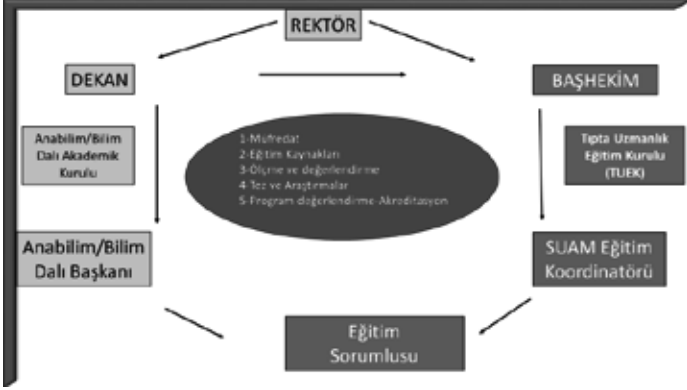 REKTÖR
DEKAN
BAŞHEKİM
Anabilim/Bilim
Dalı Akademik
Kurulu
1-Müfredat
2-Eğitim Kaynakları
3-Ölçme ve değerlendirme
4-Tez ve Araştırmalar
5-Program değerlendirme-Akreditasyon
Tıpta Uzmanlık
Eğitim Kurulu
(TUEK)
Anabilim/Bilim
Dalı Başkanı
SUAM Eğitim
Koordinatörü
Eğitim
Sorumlusu